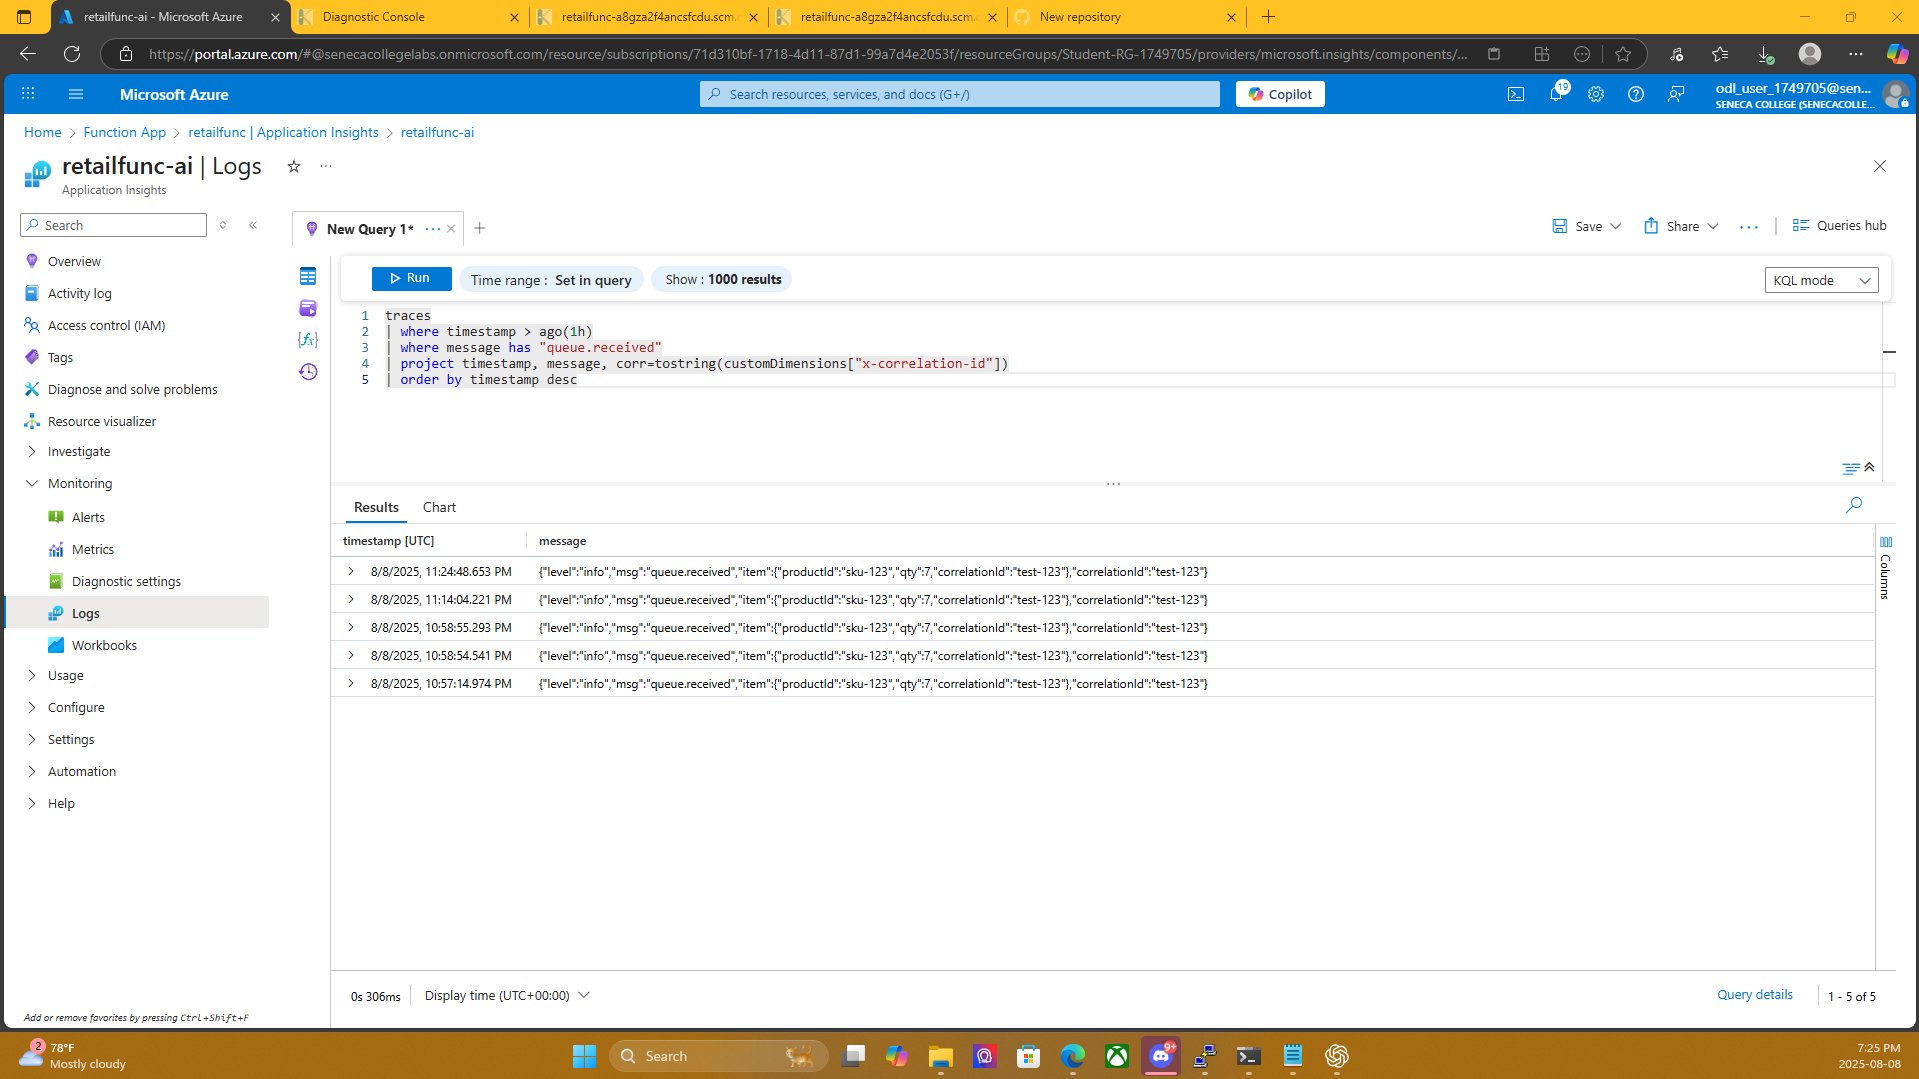 retailfunc-ai - Microsoft Azure
Diagnostic Console
retailfunc-a8gza2f4ancsfcdu.scm.
retailfunc-a8gza2f4ancsfcdu.scm.
New repository
https://portal.azure.com/#@senecacollegelabs.onmicrosoft.com/resource/subscriptions/71d310bf-1718-4d11-87d1-99a7d4e2053f/resourceGroups/Student-RG-1749705/providers/microsoft.insights/components/...
Microsoft Azure
Search resources, services, and docs (G+/)
Copilot
19
odl_user_1749705@sen...
SENECA COLLEGE (SENECACOLLE...
Home > Function App > retailfunc | Application Insights > retailfunc-ai
retailfunc-ai | Logs
Application Insights
Search
Overview
Activity log
Access control (IAM)
Tags
Diagnose and solve problems
Resource visualizer
Investigate
Monitoring
Alerts
Metrics
Diagnostic settings
Logs
Workbooks
Usage
Configure
Settings
Automation
Help
Add or remove favorites by pressing Ctrl+Shift+F
New Query 1*
Save
Share
Queries hub
Run
Time range : Set in query
Show : 1000 results
KQL mode
1 traces
2 | where timestamp > ago(1h)
3 | where message has "queue.received"
4 | project timestamp, message, corr=tostring(customDimensions["x-correlation-id"])
5 | order by timestamp desc
Results
Chart
timestamp [UTC]
message
8/8/2025, 11:24:48.653 PM {"level":"info","msg":"queue.received","item":{"productId":"sku-123","qty":7,"correlationId":"test-123"},"correlationId":"test-123"}
8/8/2025, 11:14:04.221 PM {"level":"info","msg":"queue.received","item":{"productId":"sku-123","qty":7,"correlationId":"test-123"},"correlationId":"test-123"}
8/8/2025, 10:58:55.293 PM {"level":"info","msg":"queue.received","item":{"productId":"sku-123","qty":7,"correlationId":"test-123"},"correlationId":"test-123"}
8/8/2025, 10:58:54.541 PM {"level":"info","msg":"queue.received","item":{"productId":"sku-123","qty":7,"correlationId":"test-123"},"correlationId":"test-123"}
8/8/2025, 10:57:14.974 PM {"level":"info","msg":"queue.received","item":{"productId":"sku-123","qty":7,"correlationId":"test-123"},"correlationId":"test-123"}
Columns
0s 306ms
Display time (UTC+00:00)
Query details
1 - 5 of 5
2
78°F
Mostly cloudy
Search
9+
7:25 PM
2025-08-08